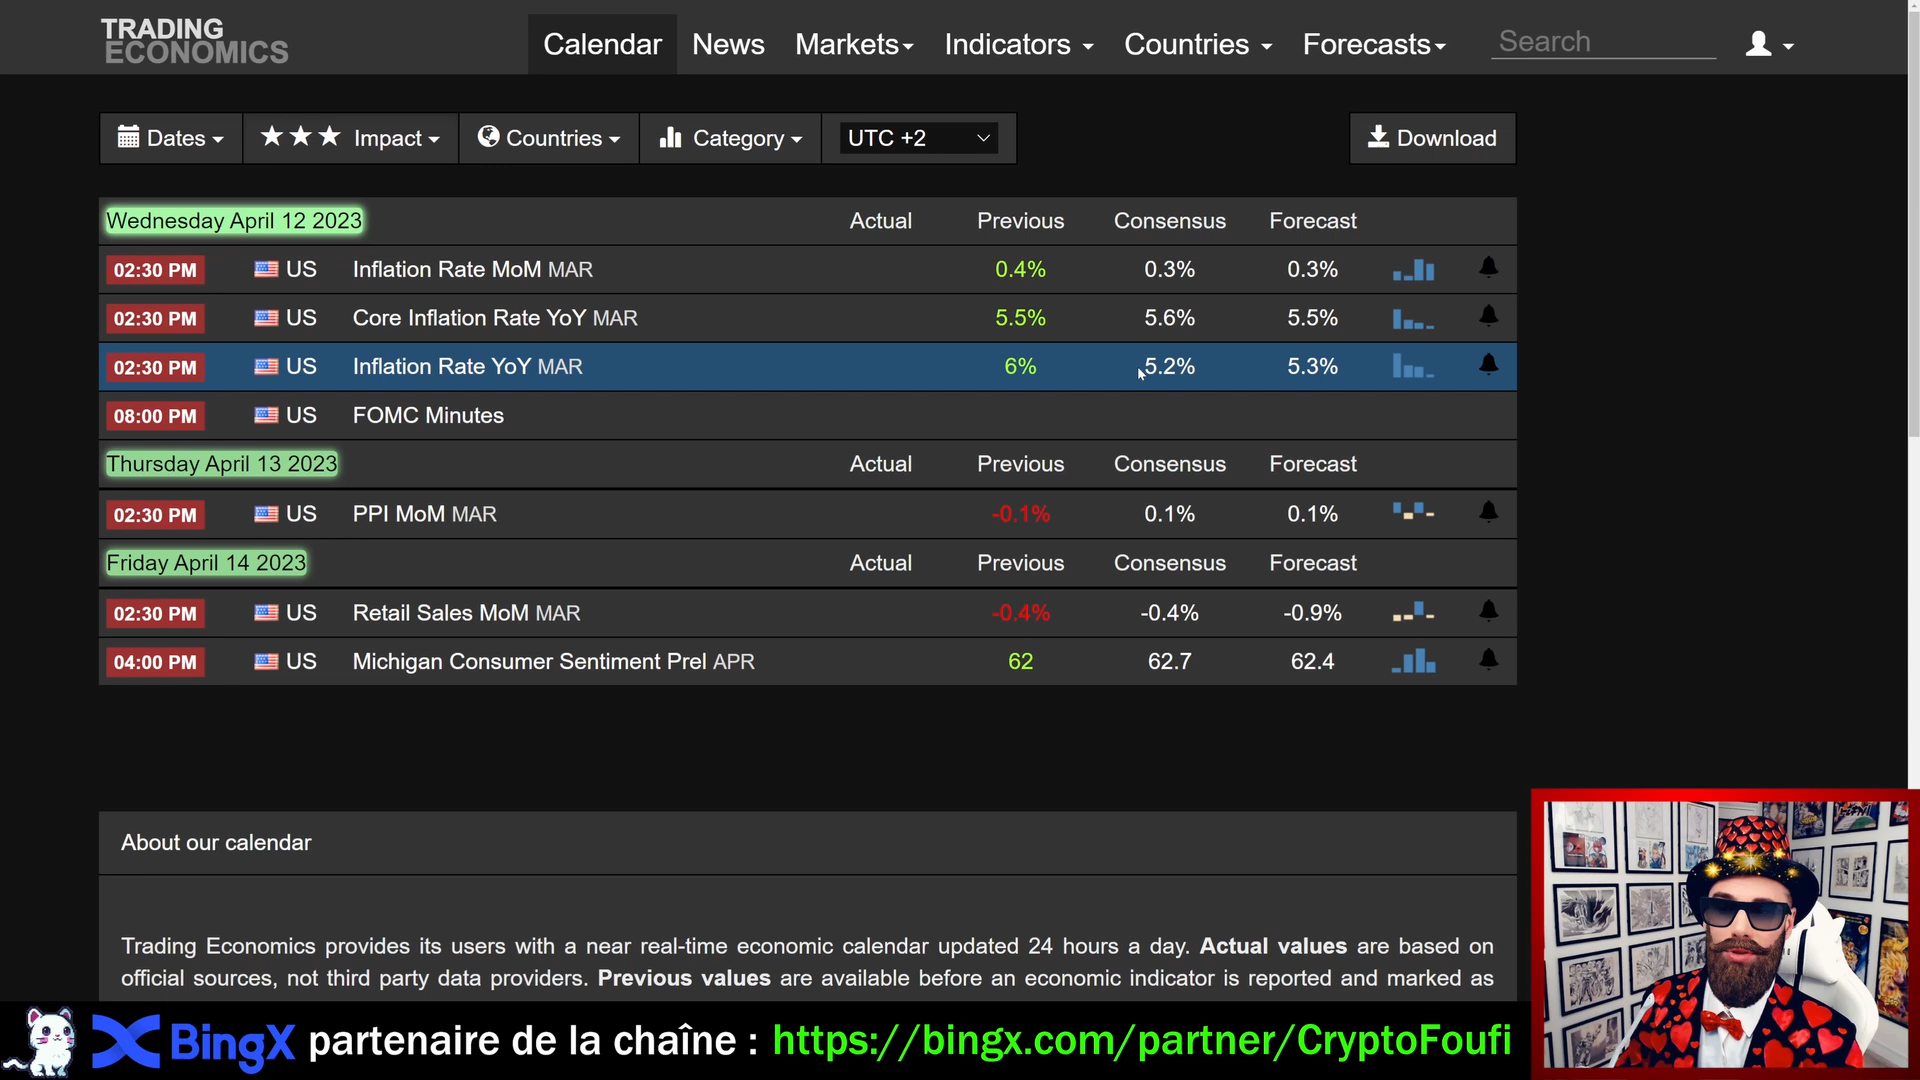 TRADING
ECONOMICS
Calendar News Markets Indicators Countries Forecasts Search
Dates Impact Countries Category UTC +2 Download
Wednesday April 12 2023 Actual Previous Consensus Forecast
02:30 PM US Inflation Rate MoM MAR 0.4% 0.3% 0.3%
02:30 PM US Core Inflation Rate YoY MAR 5.5% 5.6% 5.5%
02:30 PM US Inflation Rate YoY MAR 6% 5.2% 5.3%
08:00 PM US FOMC Minutes
Thursday April 13 2023 Actual Previous Consensus Forecast
02:30 PM US PPI MoM MAR -0.1% 0.1% 0.1%
Friday April 14 2023 Actual Previous Consensus Forecast
02:30 PM US Retail Sales MoM MAR -0.4% -0.4% -0.9%
04:00 PM US Michigan Consumer Sentiment Prel APR 62 62.7 62.4
About our calendar
Trading Economics provides its users with a near real-time economic calendar updated 24 hours a day. Actual values are based on
official sources, not third party data providers. Previous values are available before an economic indicator is reported and marked as
BingX partenaire de la chaîne : https://bingx.com/partner/CryptoFoufi